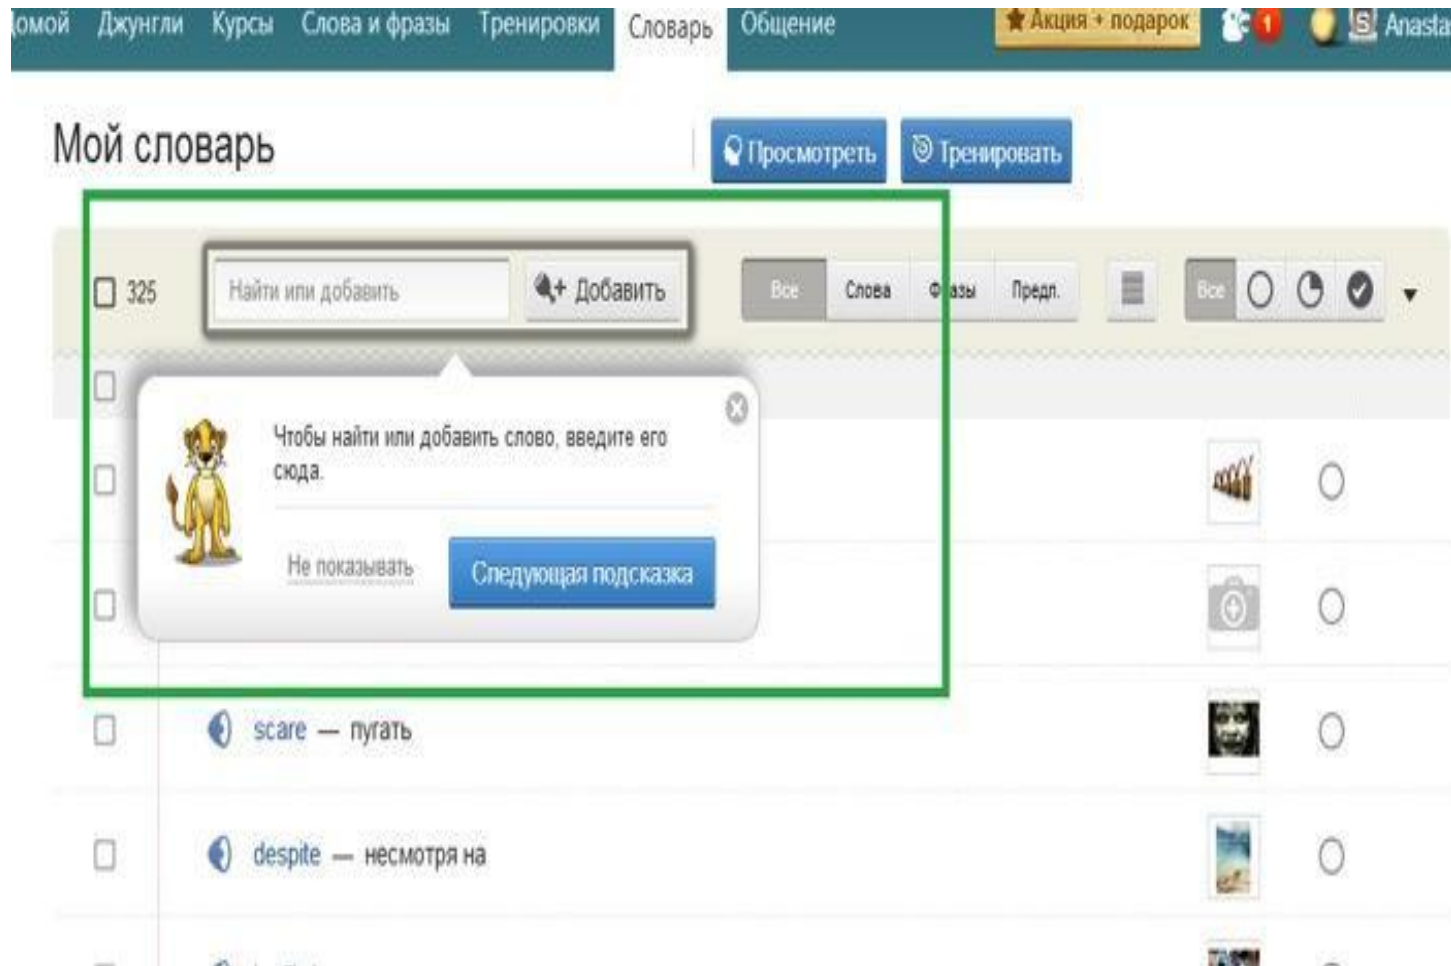 Джунгли Курсы Слова и фразы Тренировки Словарь Общение Акция + подарок 1
Мой словарь Просмотреть Тренировать
325 Найти или добавить Добавить Все Слова Фразы Предл. Все
Чтобы найти или добавить слово, введите его
сюда.
Не показывать Следующая подсказка
scare — пугать
despite — несмотря на